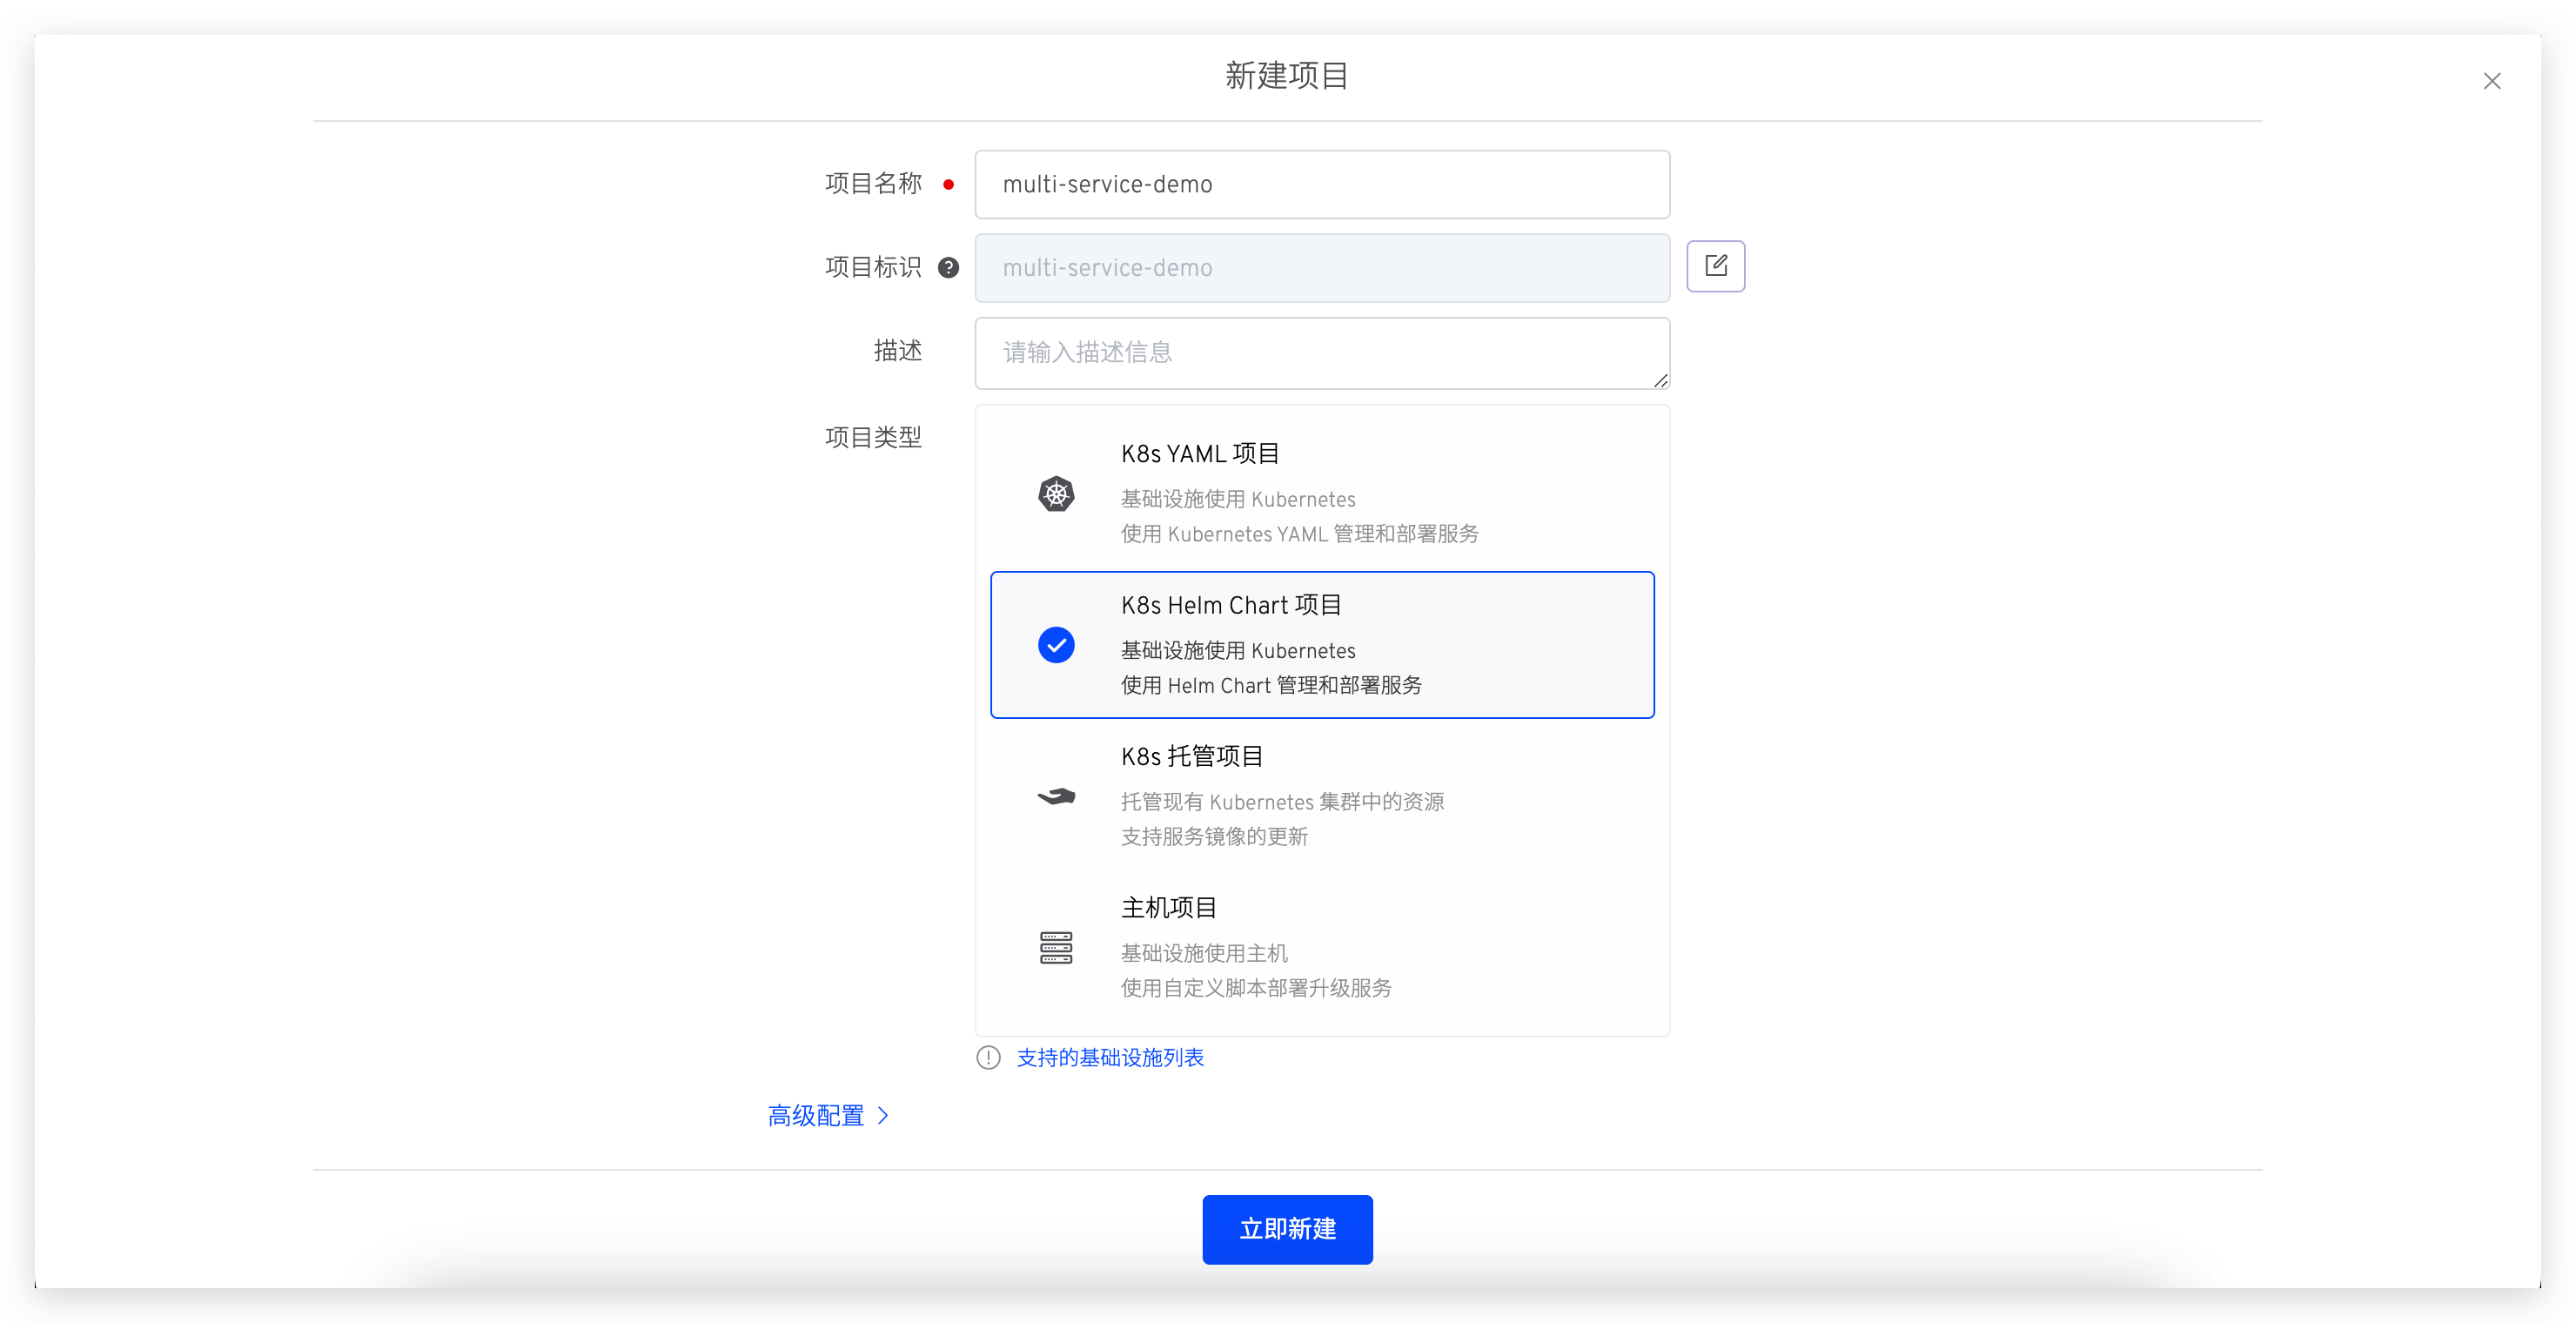 新建项目
项目名称
multi-service-demo
项目标识
multi-service-demo
描述
请输入描述信息
项目类型
K8s YAML 项目
基础设施使用 Kubernetes
使用 Kubernetes YAML 管理和部署服务
K8s Helm Chart 项目
基础设施使用 Kubernetes
使用 Helm Chart 管理和部署服务
K8s 托管项目
托管现有 Kubernetes 集群中的资源
支持服务镜像的更新
主机项目
基础设施使用主机
使用自定义脚本部署升级服务
支持的基础设施列表
高级配置
立即新建